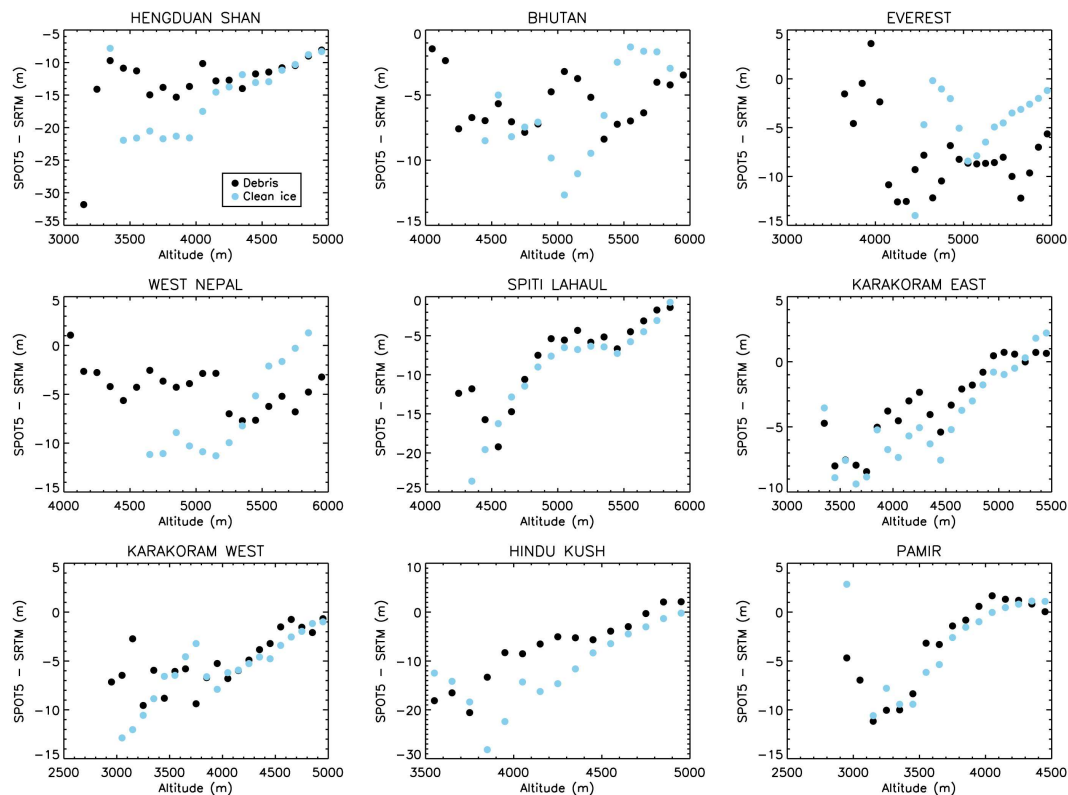 HENGDUAN SHAN
SPOT5 - SRTM (m)
-5
-10
-15
-20
-25
-30
-35
3000 3500 4000 4500 5000
Altitude (m)
Debris
Clean ice
BHUTAN
SPOT5 - SRTM (m)
0
-5
-10
-15
4000 4500 5000 5500 6000
Altitude (m)
EVEREST
SPOT5 - SRTM (m)
5
0
-5
-10
-15
3000 4000 5000 6000
Altitude (m)
WEST NEPAL
SPOT5 - SRTM (m)
5
0
-5
-10
-15
4000 4500 5000 5500 6000
Altitude (m)
SPITI LAHAUL
SPOT5 - SRTM (m)
0
-5
-10
-15
-20
-25
4000 4500 5000 5500 6000
Altitude (m)
KARAKORAM EAST
SPOT5 - SRTM (m)
5
0
-5
-10
3000 3500 4000 4500 5000 5500
Altitude (m)
KARAKORAM WEST
SPOT5 - SRTM (m)
5
0
-5
-10
-15
2500 3000 3500 4000 4500 5000
Altitude (m)
HINDU KUSH
SPOT5 - SRTM (m)
10
0
-10
-20
-30
3500 4000 4500 5000
Altitude (m)
PAMIR
SPOT5 - SRTM (m)
5
0
-5
-10
-15
2500 3000 3500 4000 4500
Altitude (m)